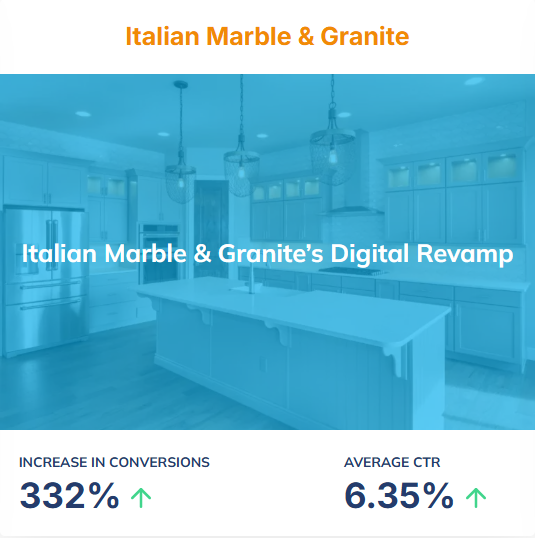 Italian Marble & Granite
Italian Marble & Granite’s Digital Revamp
INCREASE IN CONVERSIONS
332%
AVERAGE CTR
6.35%